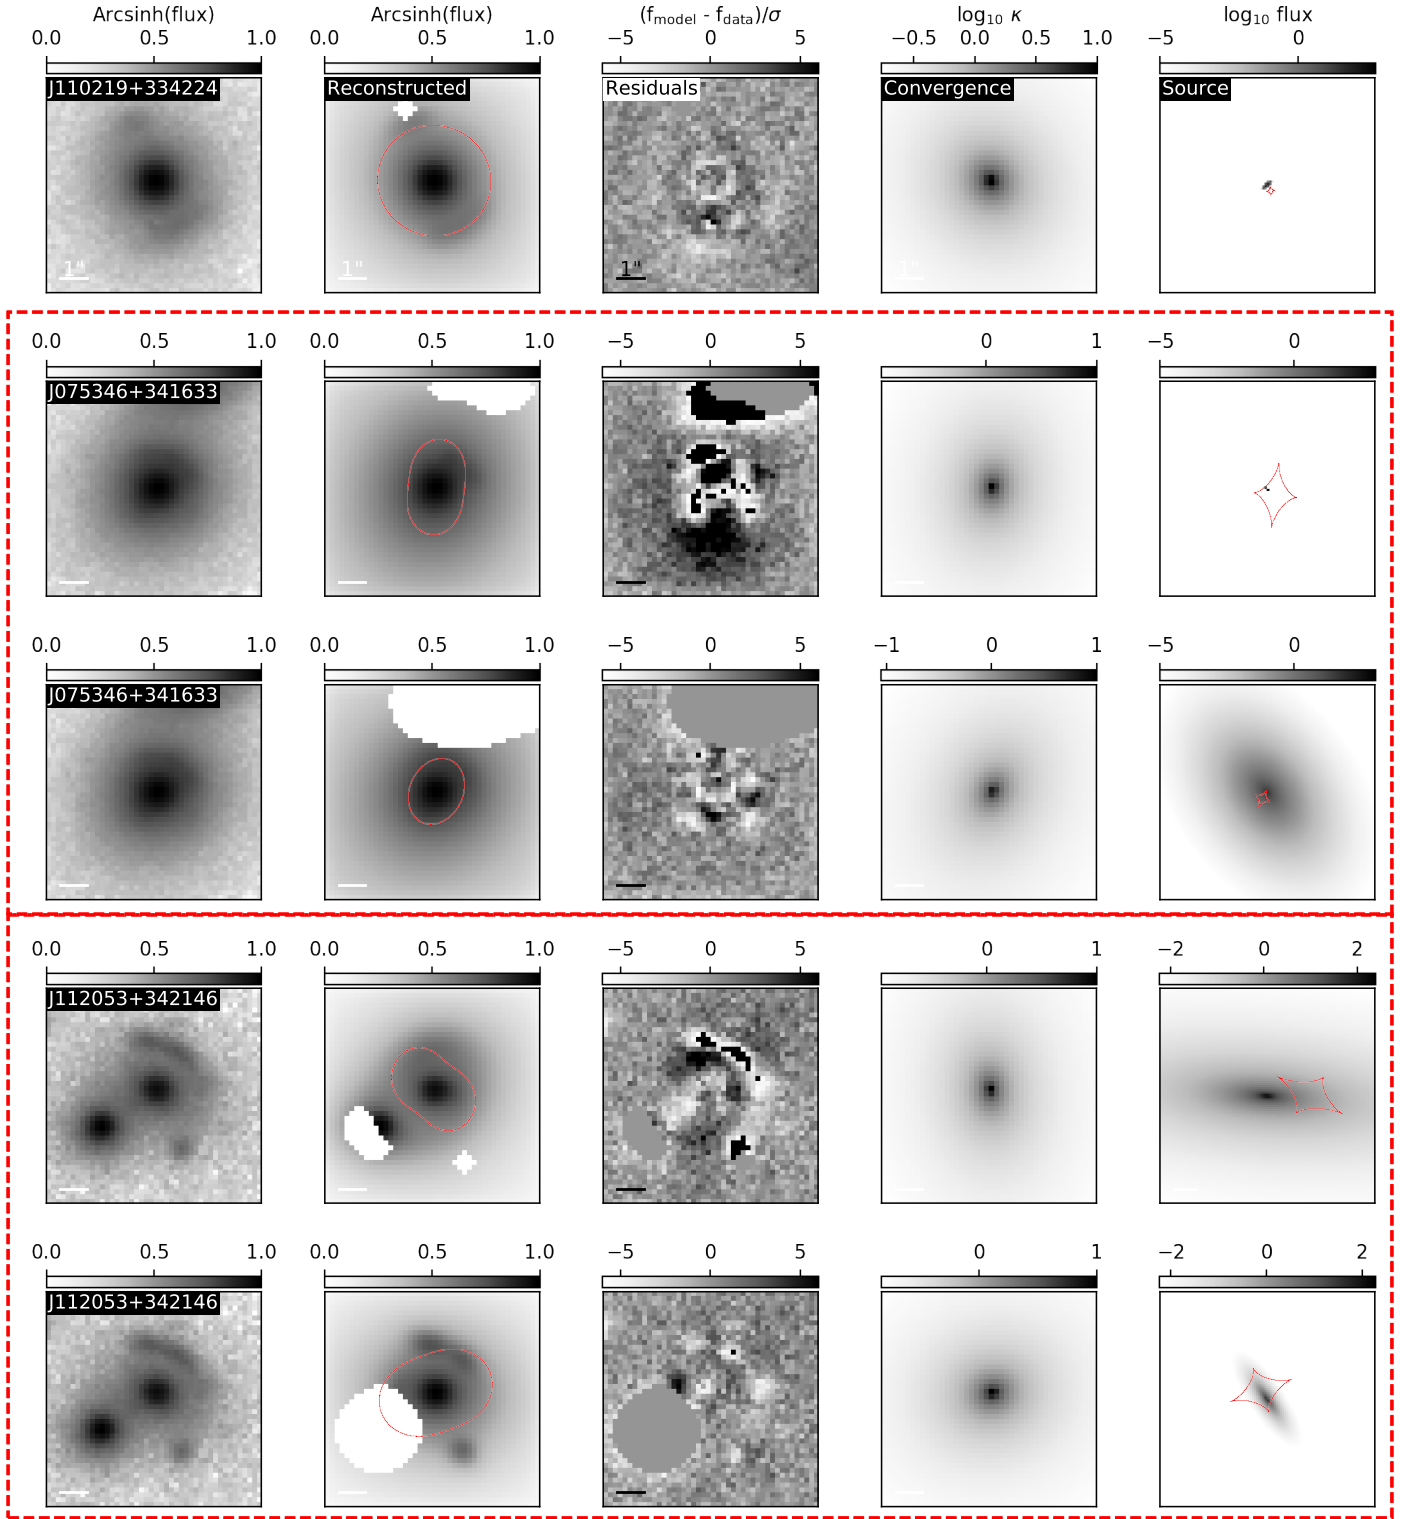 Arcsinh(flux) Arcsinh(flux) (f_model - f_data)/σ log₁₀ κ log₁₀ flux
0.0 0.5 1.0 0.0 0.5 1.0 −5 0 5 −0.5 0.0 0.5 1.0 −5 0
J110219+334224 Reconstructed Residuals Convergence Source
1" 1" 1" 1"
0.0 0.5 1.0 0.0 0.5 1.0 −5 0 5 0 1 −5 0
J075346+341633
0.0 0.5 1.0 0.0 0.5 1.0 −5 0 5 −1 0 1 −5 0
J075346+341633
0.0 0.5 1.0 0.0 0.5 1.0 −5 0 5 0 1 −2 0 2
J112053+342146
0.0 0.5 1.0 0.0 0.5 1.0 −5 0 5 0 1 −2 0 2
J112053+342146